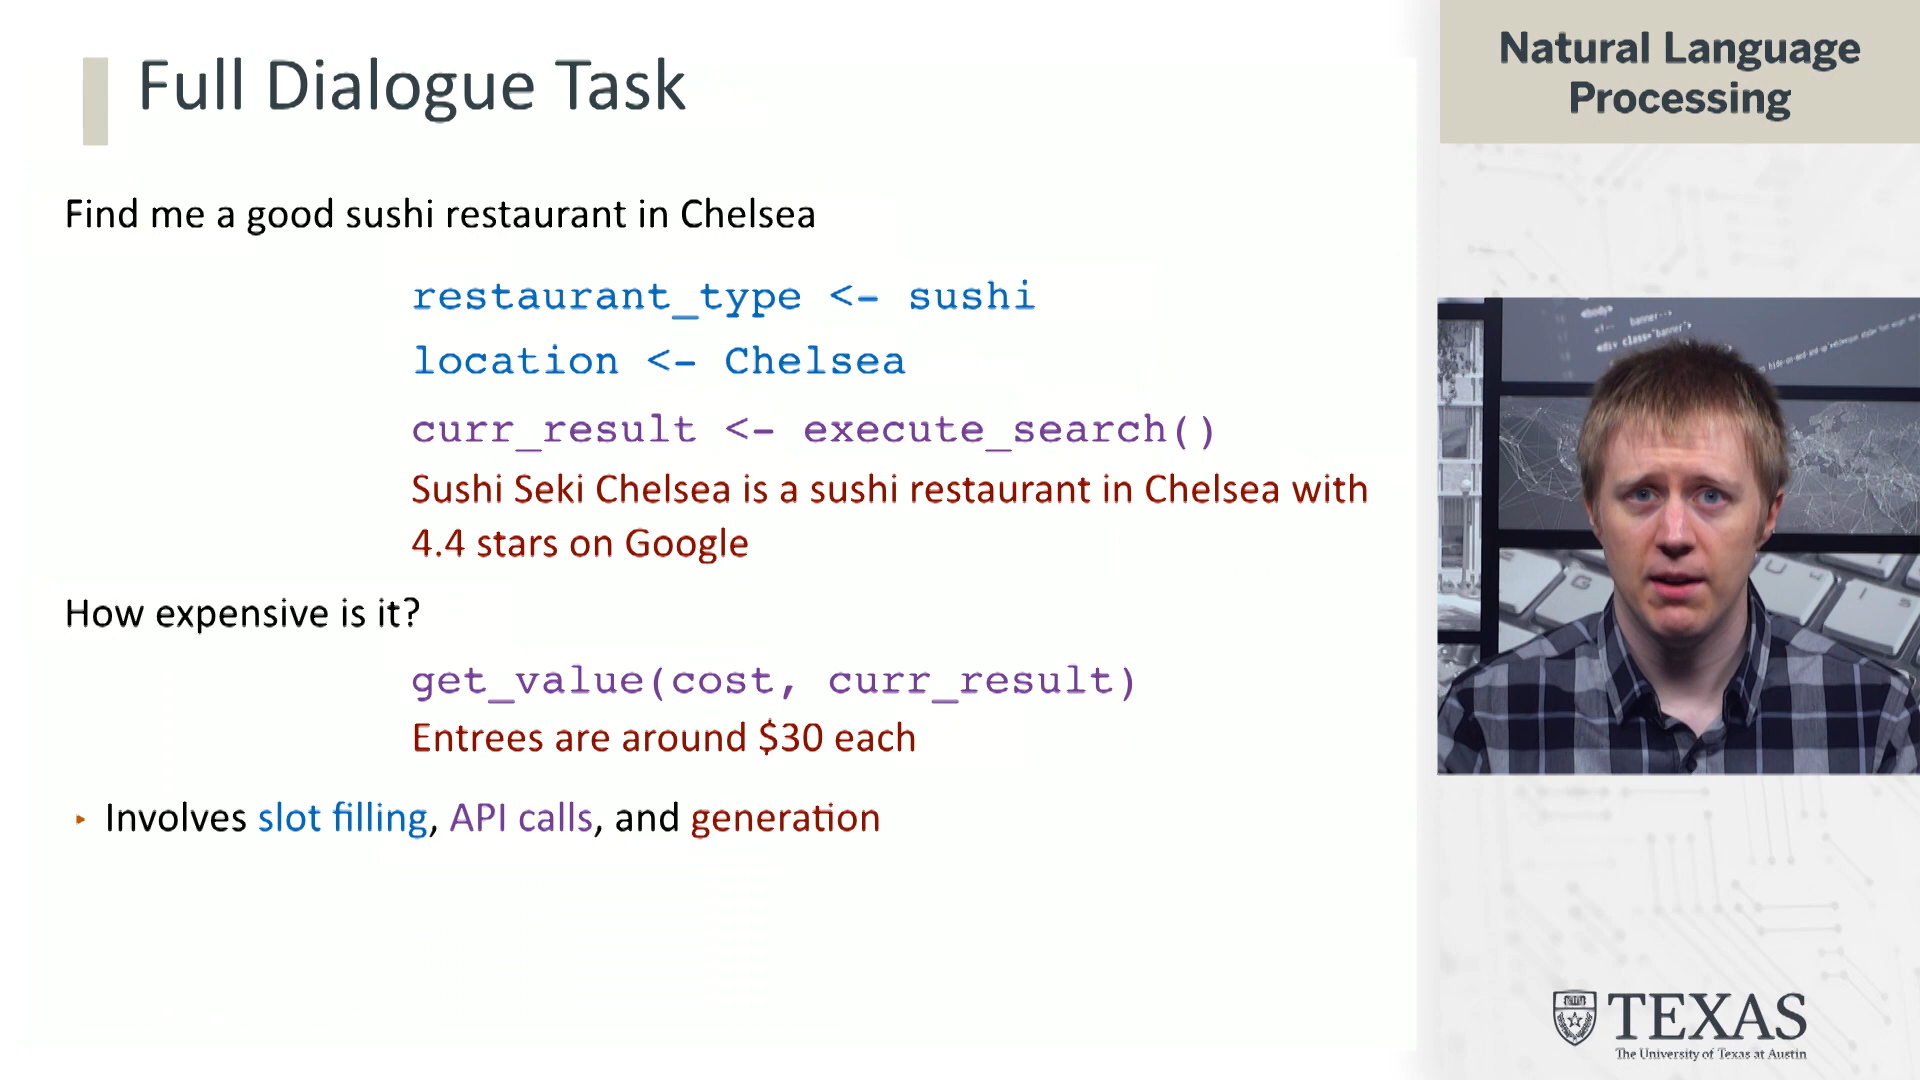 Full Dialogue Task
Natural Language
Processing
Find me a good sushi restaurant in Chelsea
restaurant_type <- sushi
location <- Chelsea
curr_result <- execute_search()
Sushi Seki Chelsea is a sushi restaurant in Chelsea with
4.4 stars on Google
How expensive is it?
get_value(cost, curr_result)
Entrees are around $30 each
▸ Involves slot filling, API calls, and generation
TEXAS
The University of Texas at Austin